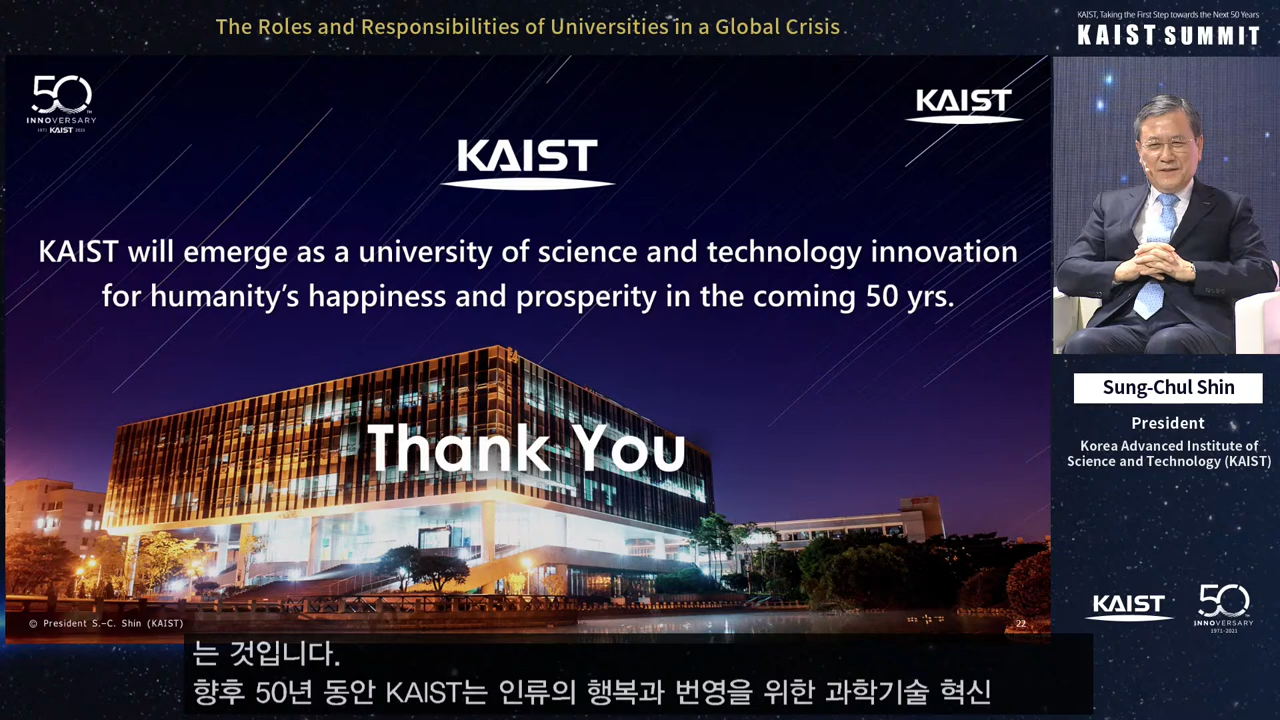 The Roles and Responsibilities of Universities in a Global Crisis
KAIST, Taking the First Step towards the Next 50 Years
KAIST SUMMIT
50
INNOVERSARY
1971 KAIST 2021
KAIST
KAIST
KAIST will emerge as a university of science and technology innovation
for humanity's happiness and prosperity in the coming 50 yrs.
Thank You
© President S.-C. Shin (KAIST)
22
Sung-Chul Shin
President
Korea Advanced Institute of
Science and Technology (KAIST)
KAIST
50
INNOVERSARY
1971-2021
는 것입니다.
향후 50년 동안 KAIST는 인류의 행복과 번영을 위한 과학기술 혁신